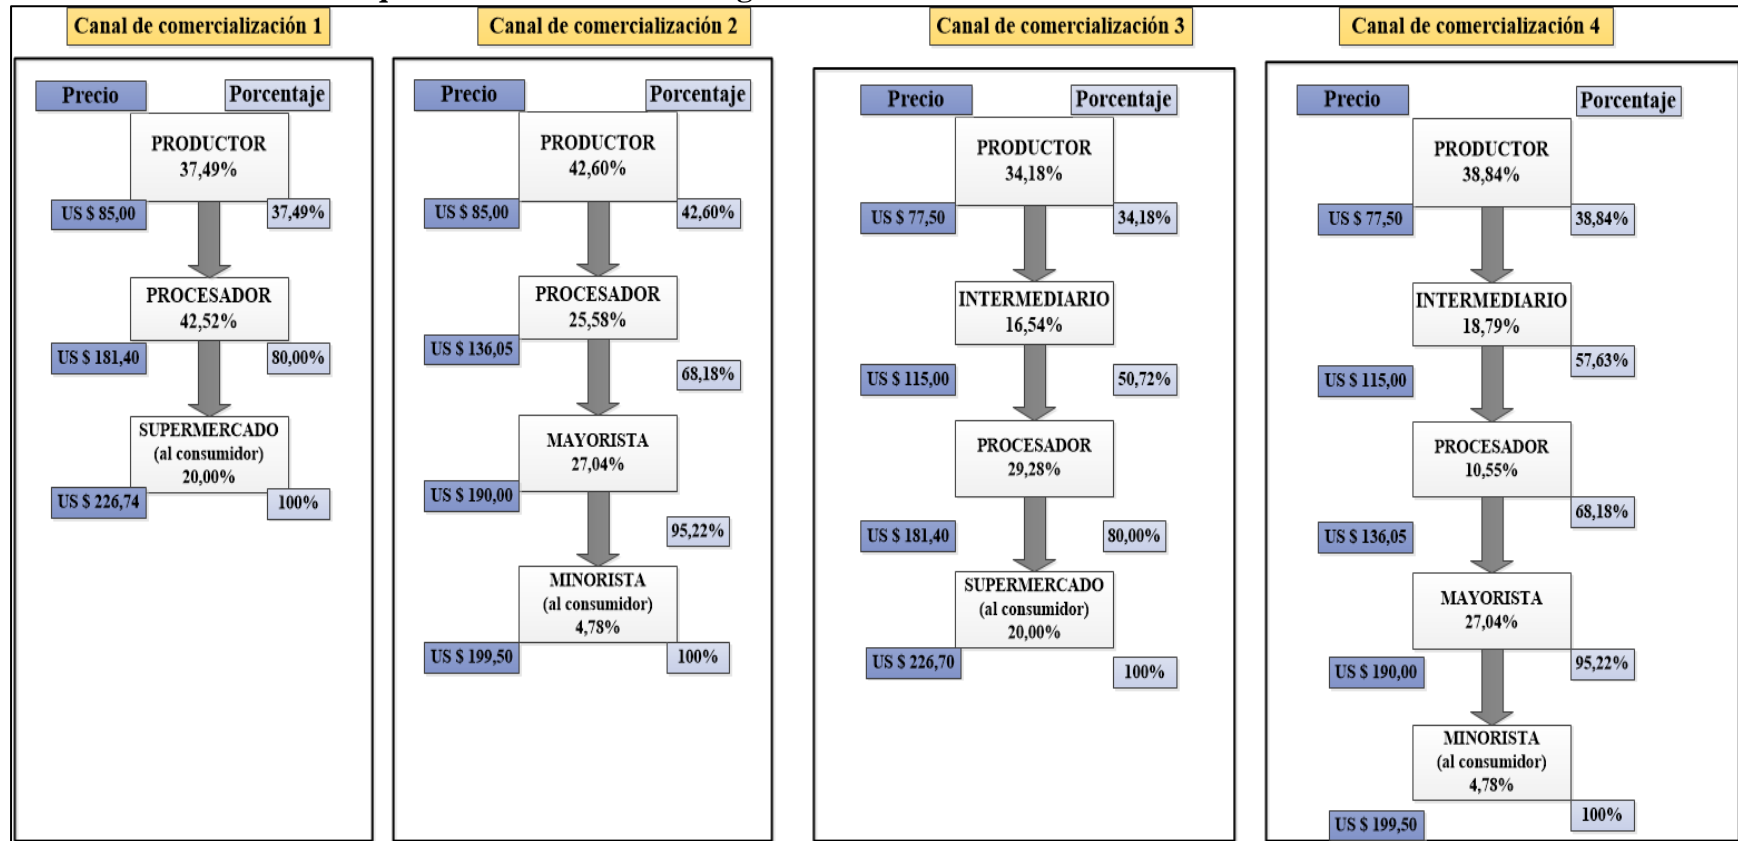 Canal de comercialización 1
Precio
Porcentaje
PRODUCTOR
37,49%
US $ 85,00
37,49%
PROCESADOR
42,52%
US $ 181,40
80,00%
SUPERMERCADO
(al consumidor)
20,00%
US $ 226,74
100%
Canal de comercialización 2
Precio
Porcentaje
PRODUCTOR
42,60%
US $ 85,00
42,60%
PROCESADOR
25,58%
US $ 136,05
68,18%
MAYORISTA
27,04%
US $ 190,00
95,22%
MINORISTA
(al consumidor)
4,78%
US $ 199,50
100%
Canal de comercialización 3
Precio
Porcentaje
PRODUCTOR
34,18%
US $ 77,50
34,18%
INTERMEDIARIO
16,54%
US $ 115,00
50,72%
PROCESADOR
29,28%
US $ 181,40
80,00%
SUPERMERCADO
(al consumidor)
20,00%
US $ 226,70
100%
Canal de comercialización 4
Precio
Porcentaje
PRODUCTOR
38,84%
US $ 77,50
38,84%
INTERMEDIARIO
18,79%
US $ 115,00
57,63%
PROCESADOR
10,55%
US $ 136,05
68,18%
MAYORISTA
27,04%
US $ 190,00
95,22%
MINORISTA
(al consumidor)
4,78%
US $ 199,50
100%